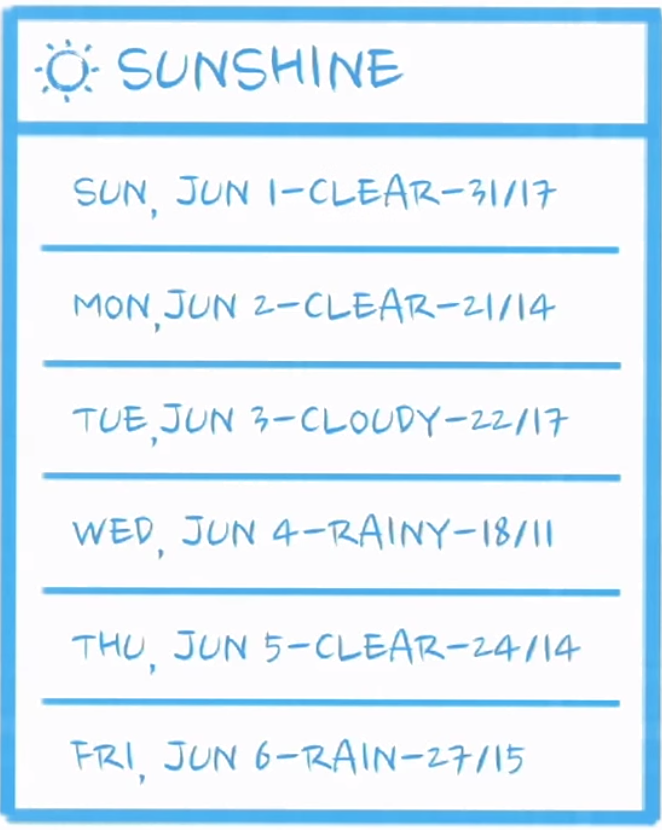 SUNSHINE
SUN, JUN 1-CLEAR-31/17
MON,JUN 2-CLEAR-21/14
TUE,JUN 3-CLOUDY-22/17
WED, JUN 4-RAINY-18/11
THU, JUN 5-CLEAR-24/14
FRI, JUN 6-RAIN-27/15